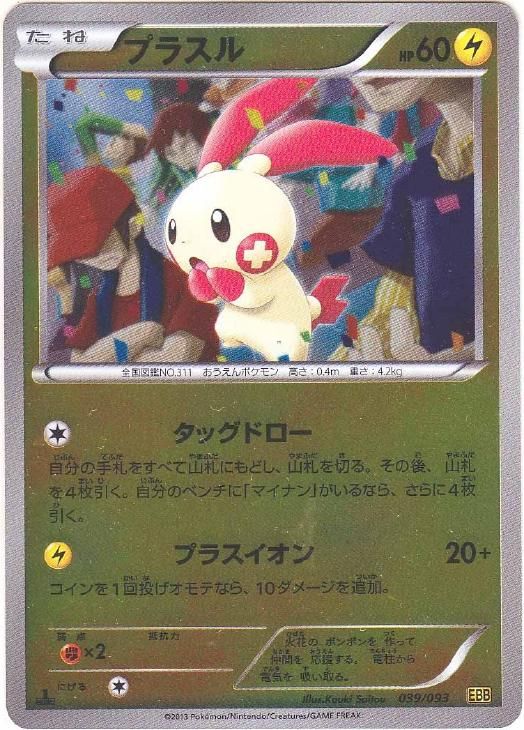 たね
プラスル
HP60
全国図鑑NO.311 おうえんポケモン 高さ:0.4m 重さ:4.2kg
タッグドロー
自分の手札をすべて山札にもどし、山札を切る。その後、山札
を4枚引く。自分のベンチに「マイナン」がいるなら、さらに4枚
引く。
プラスイオン 20+
コインを1回投げオモテなら、10ダメージを追加。
弱点 抵抗力
×2
にげる
火花の ボンボンを 作って
仲間を 応援する。 電柱から
電気を 吸い取る。
1
Illus.Kouki Saitou 039/093 EBB
©2013 Pokémon/Nintendo/Creatures/GAME FREAK.